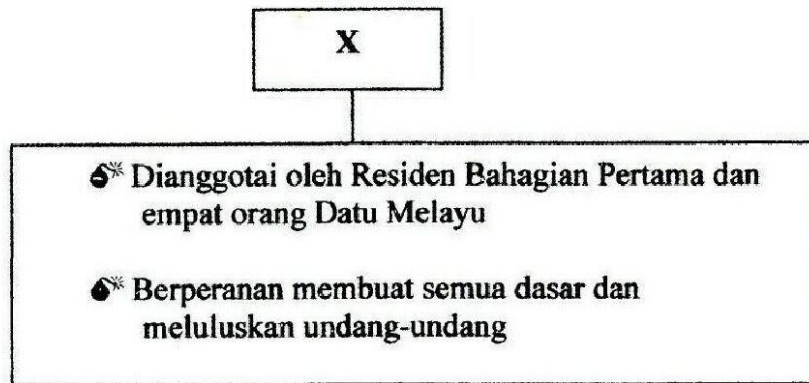 X
Dianggotai oleh Residen Bahagian Pertama dan
empat orang Datu Melayu
Berperanan membuat semua dasar dan
meluluskan undang-undang